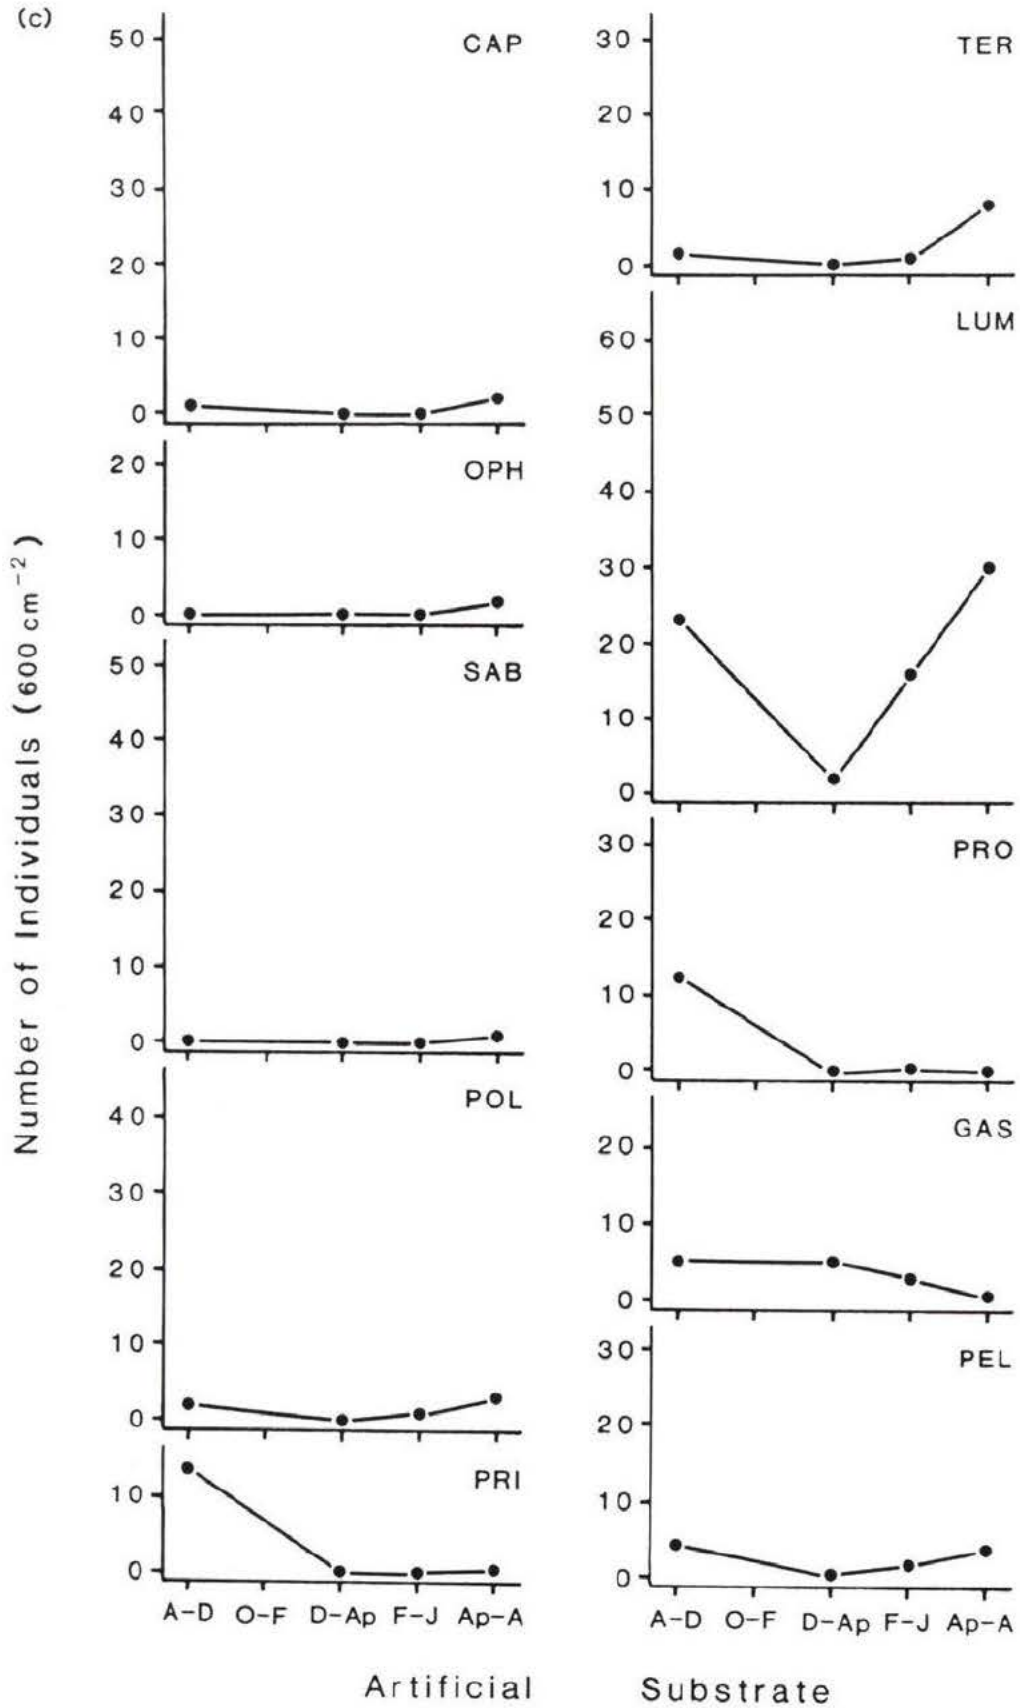 (c)
Number of Individuals (600 cm⁻²)
CAP
50
40
30
20
10
0
OPH
20
10
0
SAB
50
40
30
20
10
0
POL
40
30
20
10
0
PRI
10
0
A-D O-F D-Ap F-J Ap-A
TER
30
20
10
0
LUM
60
50
40
30
20
10
0
PRO
30
20
10
0
GAS
20
10
0
PEL
30
20
10
0
A-D O-F D-Ap F-J Ap-A
Artificial Substrate